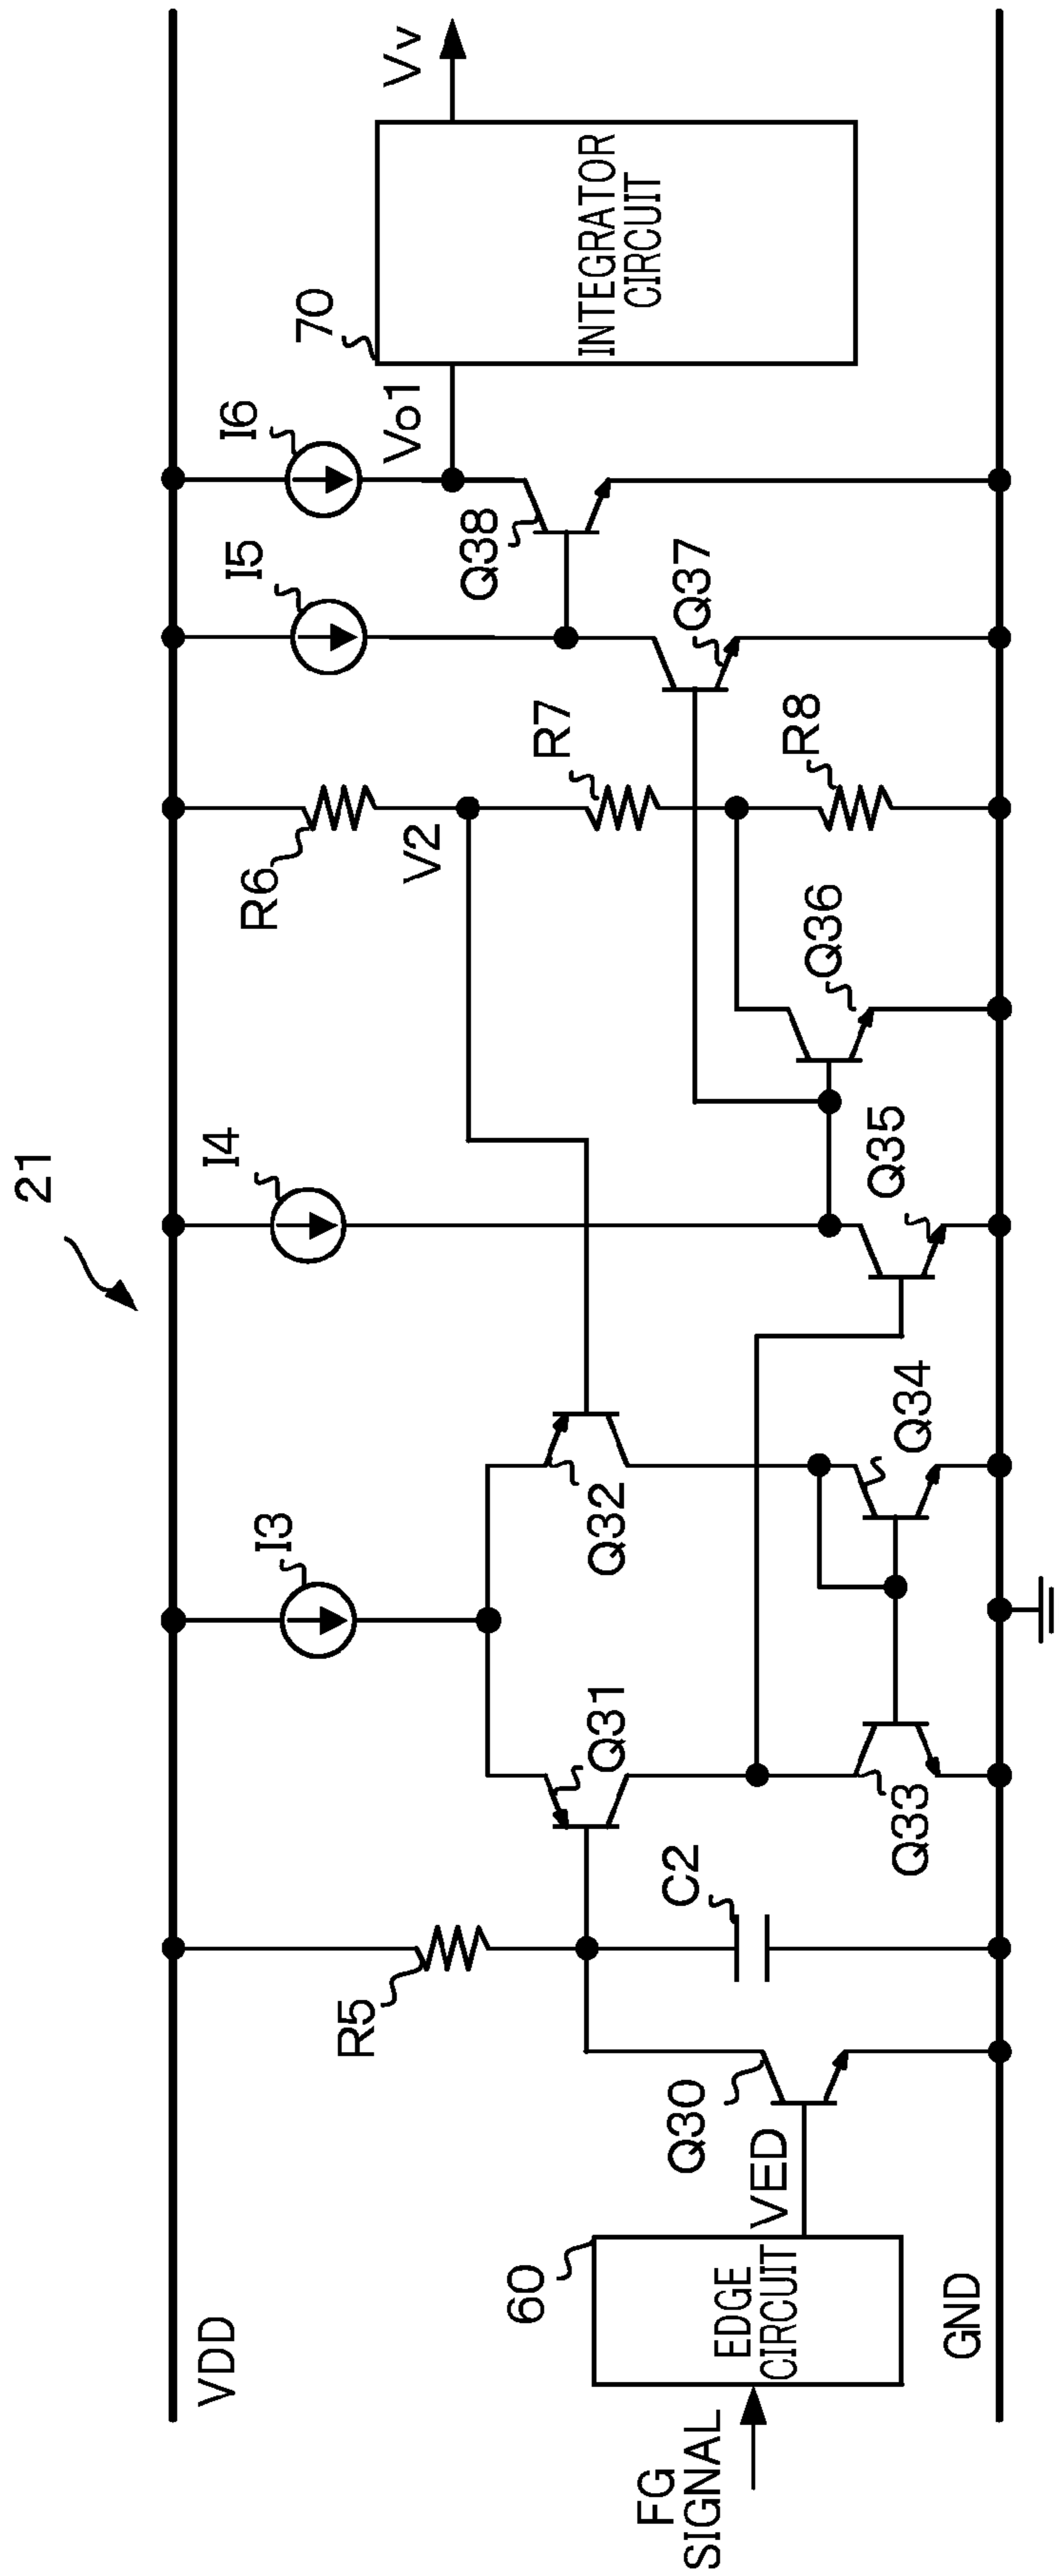 21
VDD
R5
I3
I4
R6
I5
I6
V2
Vo1
70
Vv
INTEGRATOR
CIRCUIT
Q31
Q32
R7
Q38
C2
Q37
60
EDGE
CIRCUIT
FG
SIGNAL
VED
Q30
Q33
Q34
Q35
Q36
R8
GND